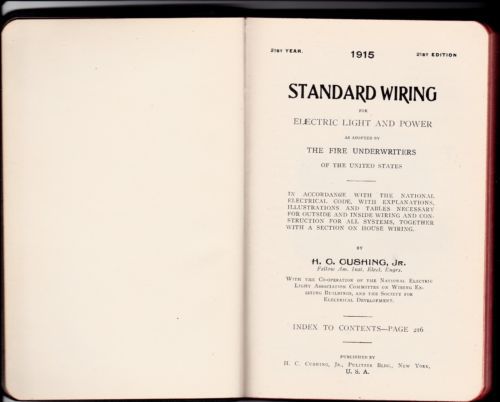 21ST YEAR. 1915 21ST EDITION
STANDARD WIRING
FOR
ELECTRIC LIGHT AND POWER
AS ADOPTED BY
THE FIRE UNDERWRITERS
OF THE UNITED STATES
IN ACCORDANCE WITH THE NATIONAL
ELECTRICAL CODE, WITH EXPLANATIONS,
ILLUSTRATIONS AND TABLES NECESSARY
FOR OUTSIDE AND INSIDE WIRING AND CON-
STRUCTION FOR ALL SYSTEMS, TOGETHER
WITH A SECTION ON HOUSE WIRING.
BY
H. C. CUSHING, JR.
Fellow Am. Inst. Elect. Engrs.
WITH THE CO-OPERATION OF THE NATIONAL ELECTRIC
LIGHT ASSOCIATION COMMITTEE ON WIRING EX-
ISTING BUILDINGS, AND THE SOCIETY FOR
ELECTRICAL DEVELOPMENT.
INDEX TO CONTENTS—PAGE 216
PUBLISHED BY
H. C. CUSHING, JR., PULITZER BLDG., NEW YORK,
U. S. A.